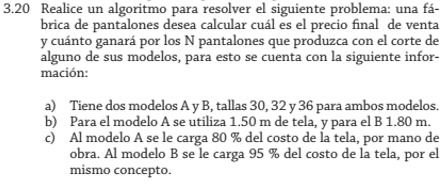 3.20 Realice un algoritmo para resolver el siguiente problema: una fá-
brica de pantalones desea calcular cuál es el precio final de venta
y cuánto ganará por los N pantalones que produzca con el corte de
alguno de sus modelos, para esto se cuenta con la siguiente infor-
mación:
a) Tiene dos modelos A y B, tallas 30, 32 y 36 para ambos modelos.
b) Para el modelo A se utiliza 1.50 m de tela, y para el B 1.80 m.
c) Al modelo A se le carga 80 % del costo de la tela, por mano de
obra. Al modelo B se le carga 95 % del costo de la tela, por el
mismo concepto.